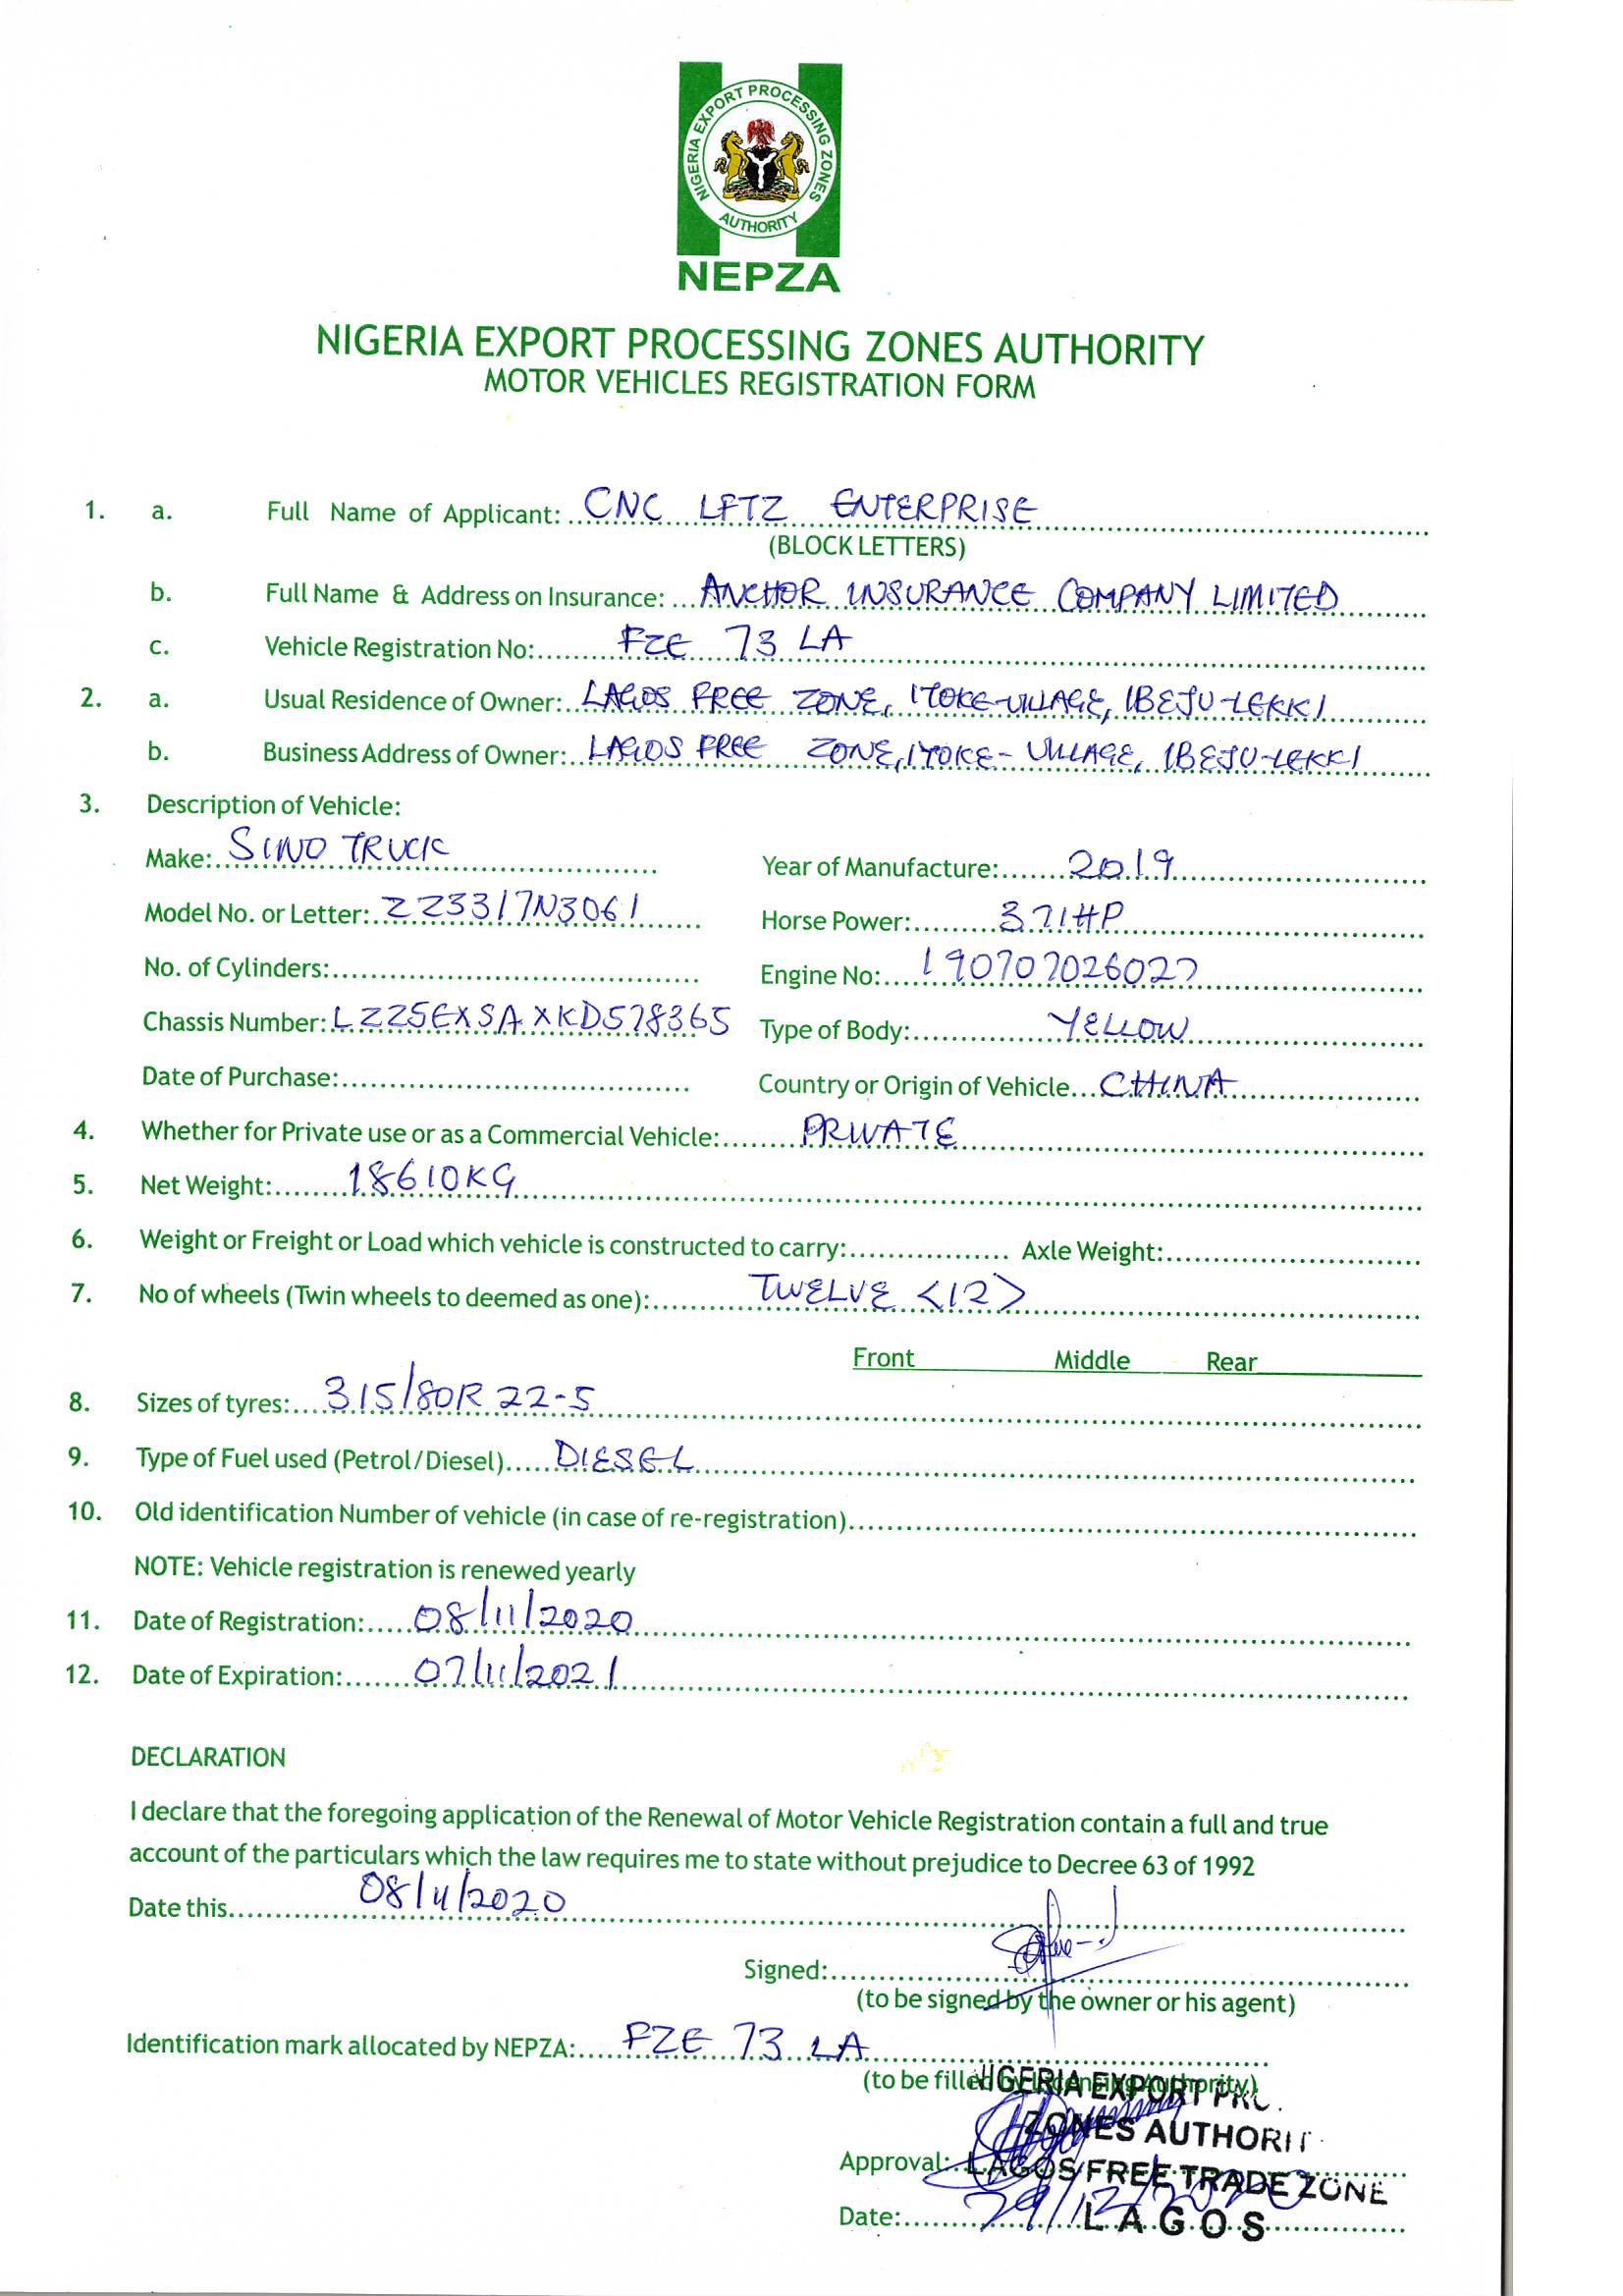 NIGERIA EXPORT PROCESSING ZONES
AUTHORITY
NEPZA
NIGERIA EXPORT PROCESSING ZONES AUTHORITY
MOTOR VEHICLES REGISTRATION FORM
1. a. Full Name of Applicant: CNC LFTZ ENTERPRISE
(BLOCK LETTERS)
b. Full Name & Address on Insurance: ANCHOR INSURANCE COMPANY LIMITED
c. Vehicle Registration No: FZE 73 LA
2. a. Usual Residence of Owner: LAGOS FREE ZONE, ITOKE-VILLAGE, IBEJU-LEKKI
b. Business Address of Owner: LAGOS FREE ZONE, ITOKE-VILLAGE, IBEJU-LEKKI
3. Description of Vehicle:
Make: SINO TRUCK Year of Manufacture: 2019
Model No. or Letter: ZZ3317N3061 Horse Power: 371HP
No. of Cylinders: Engine No: 190707026027
Chassis Number: LZZ5EXSAXKD578365 Type of Body: YELLOW
Date of Purchase: Country or Origin of Vehicle CHINA
4. Whether for Private use or as a Commercial Vehicle: PRIVATE
5. Net Weight: 18610KG
6. Weight or Freight or Load which vehicle is constructed to carry: Axle Weight:
7. No of wheels (Twin wheels to deemed as one): TWELVE <12>
Front Middle Rear
8. Sizes of tyres: 315/80R 22-5
9. Type of Fuel used (Petrol/Diesel) DIESEL
10. Old identification Number of vehicle (in case of re-registration)
NOTE: Vehicle registration is renewed yearly
11. Date of Registration: 08/11/2020
12. Date of Expiration: 07/11/2021
DECLARATION
I declare that the foregoing application of the Renewal of Motor Vehicle Registration contain a full and true
account of the particulars which the law requires me to state without prejudice to Decree 63 of 1992
Date this 08/11/2020
Signed:
(to be signed by the owner or his agent)
Identification mark allocated by NEPZA: FZE 73 LA
(to be filled by Licensing Authority)
IGERIA EXPORT PRC.
ZONES AUTHORIT
Approval: LAGOS FREE TRADE ZONE
Date: 29/12/2020
LAGOS